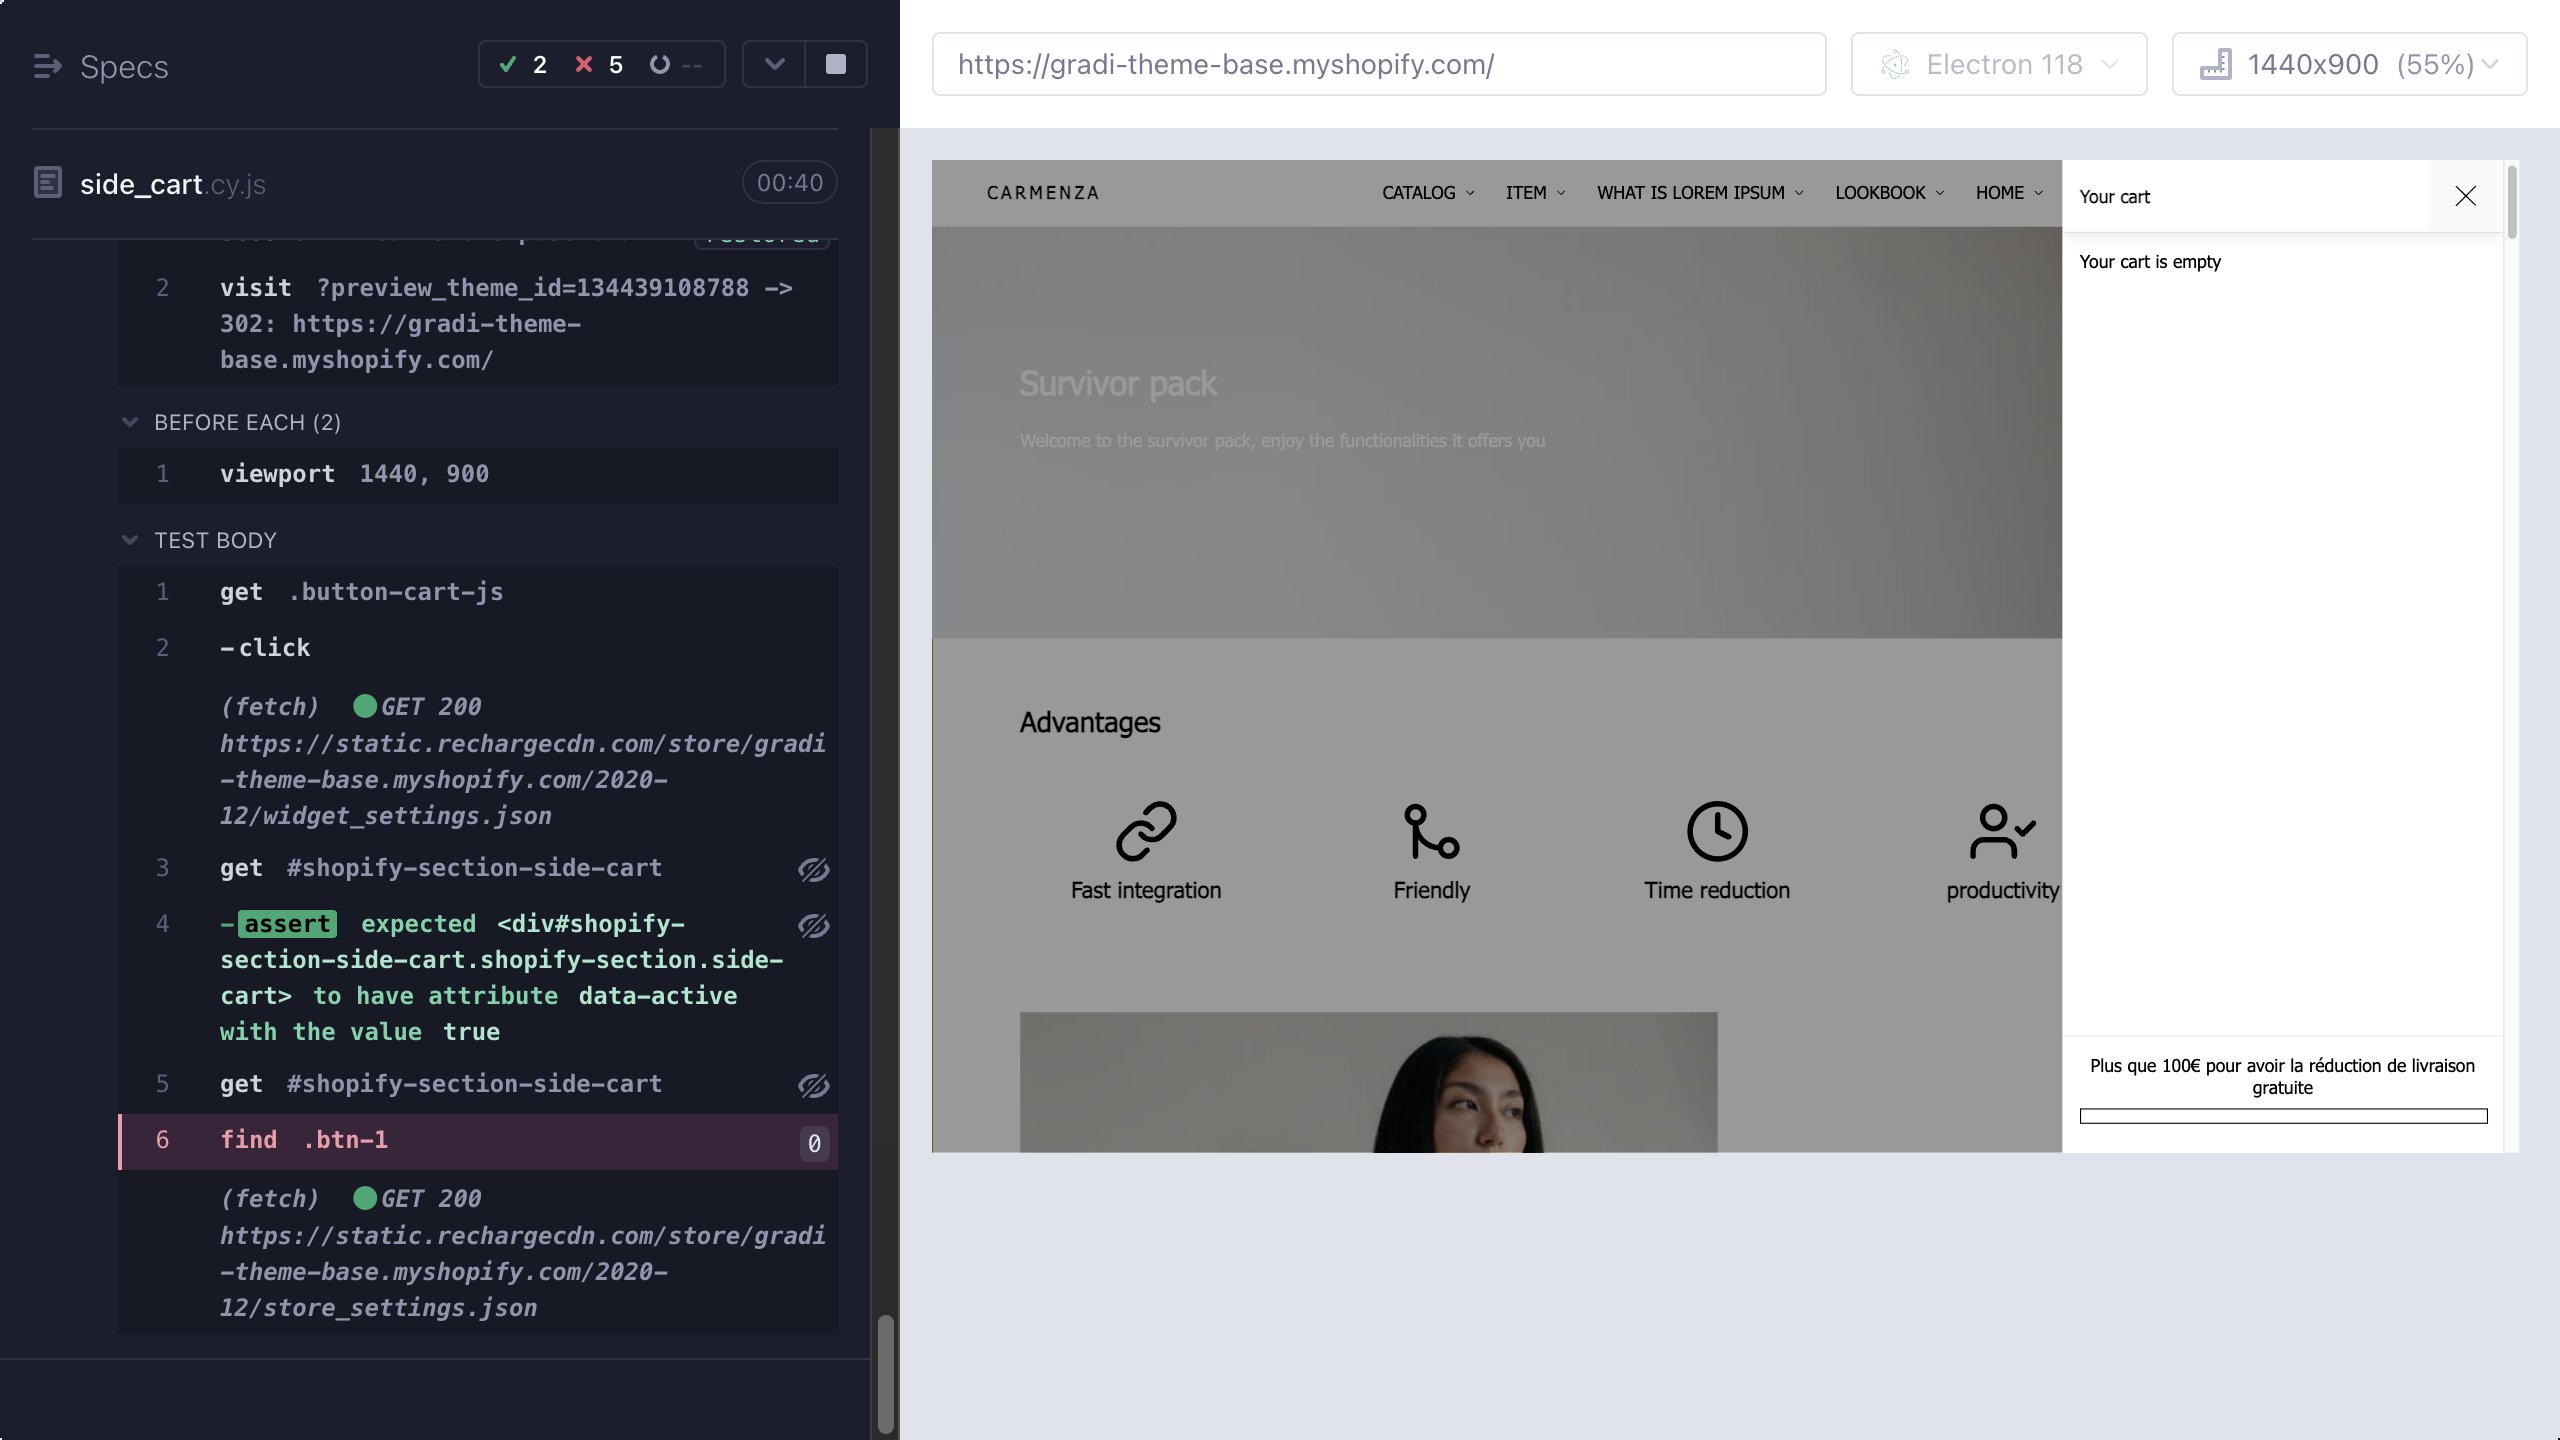 Specs
2 5 --
side_cart.cy.js
00:40
restored
2 visit ?preview_theme_id=134439108788 ->
302: https://gradi-theme-
base.myshopify.com/
BEFORE EACH (2)
1 viewport 1440, 900
TEST BODY
1 get .button-cart-js
2 -click
(fetch) GET 200
https://static.rechargecdn.com/store/gradi
-theme-base.myshopify.com/2020-
12/widget_settings.json
3 get #shopify-section-side-cart
4 -assert expected <div#shopify-
section-side-cart.shopify-section.side-
cart> to have attribute data-active
with the value true
5 get #shopify-section-side-cart
6 find .btn-1 0
(fetch) GET 200
https://static.rechargecdn.com/store/gradi
-theme-base.myshopify.com/2020-
12/store_settings.json
https://gradi-theme-base.myshopify.com/
Electron 118
1440x900 (55%)
CARMENZA
CATALOG ITEM WHAT IS LOREM IPSUM LOOKBOOK HOME
Survivor pack
Welcome to the survivor pack, enjoy the functionalities it offers you
Advantages
Fast integration Friendly Time reduction productivity
Your cart
Your cart is empty
Plus que 100€ pour avoir la réduction de livraison
gratuite